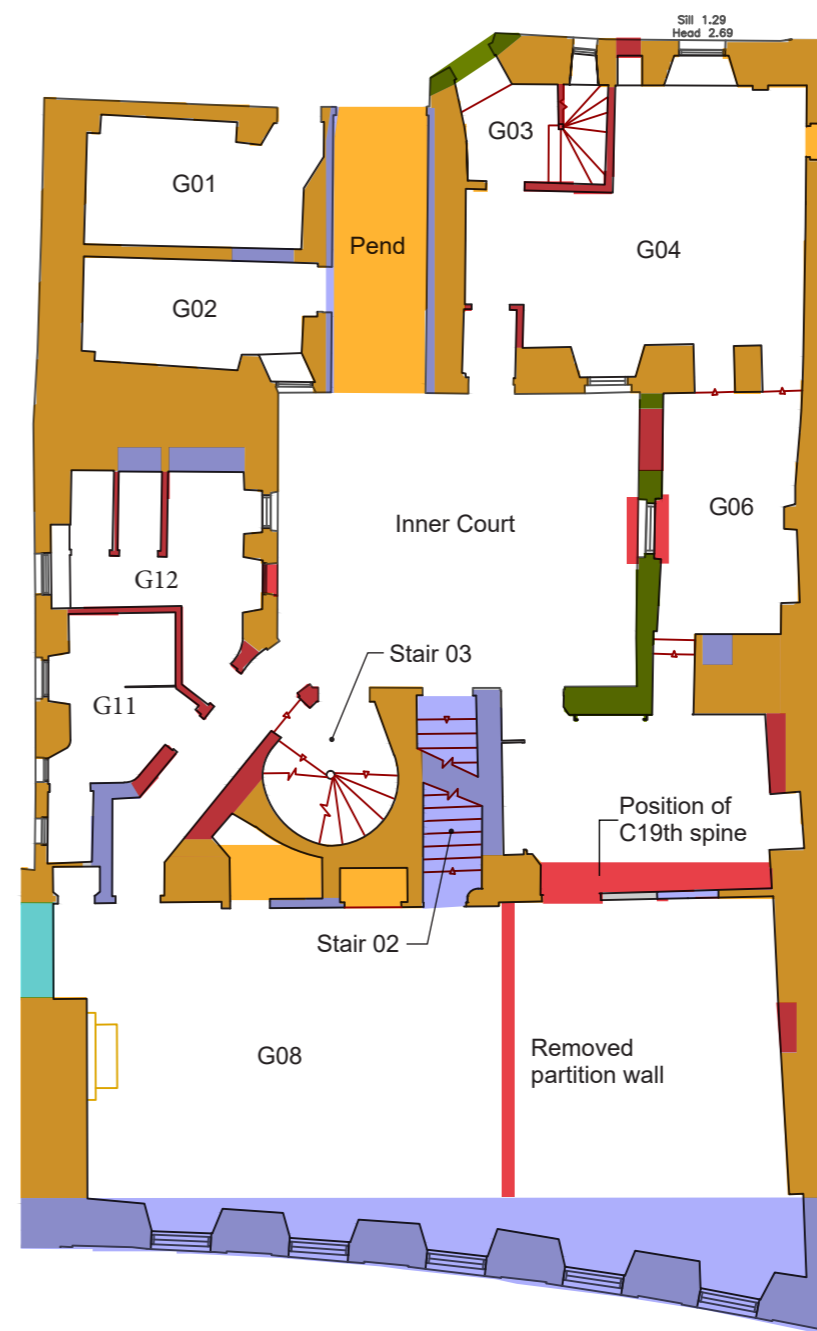 Sill 1.29
Head 2.69
G03
G01
Pend
G04
G02
G06
Inner Court
G12
Stair 03
G11
Position of
C19th spine
Stair 02
G08
Removed
partition wall